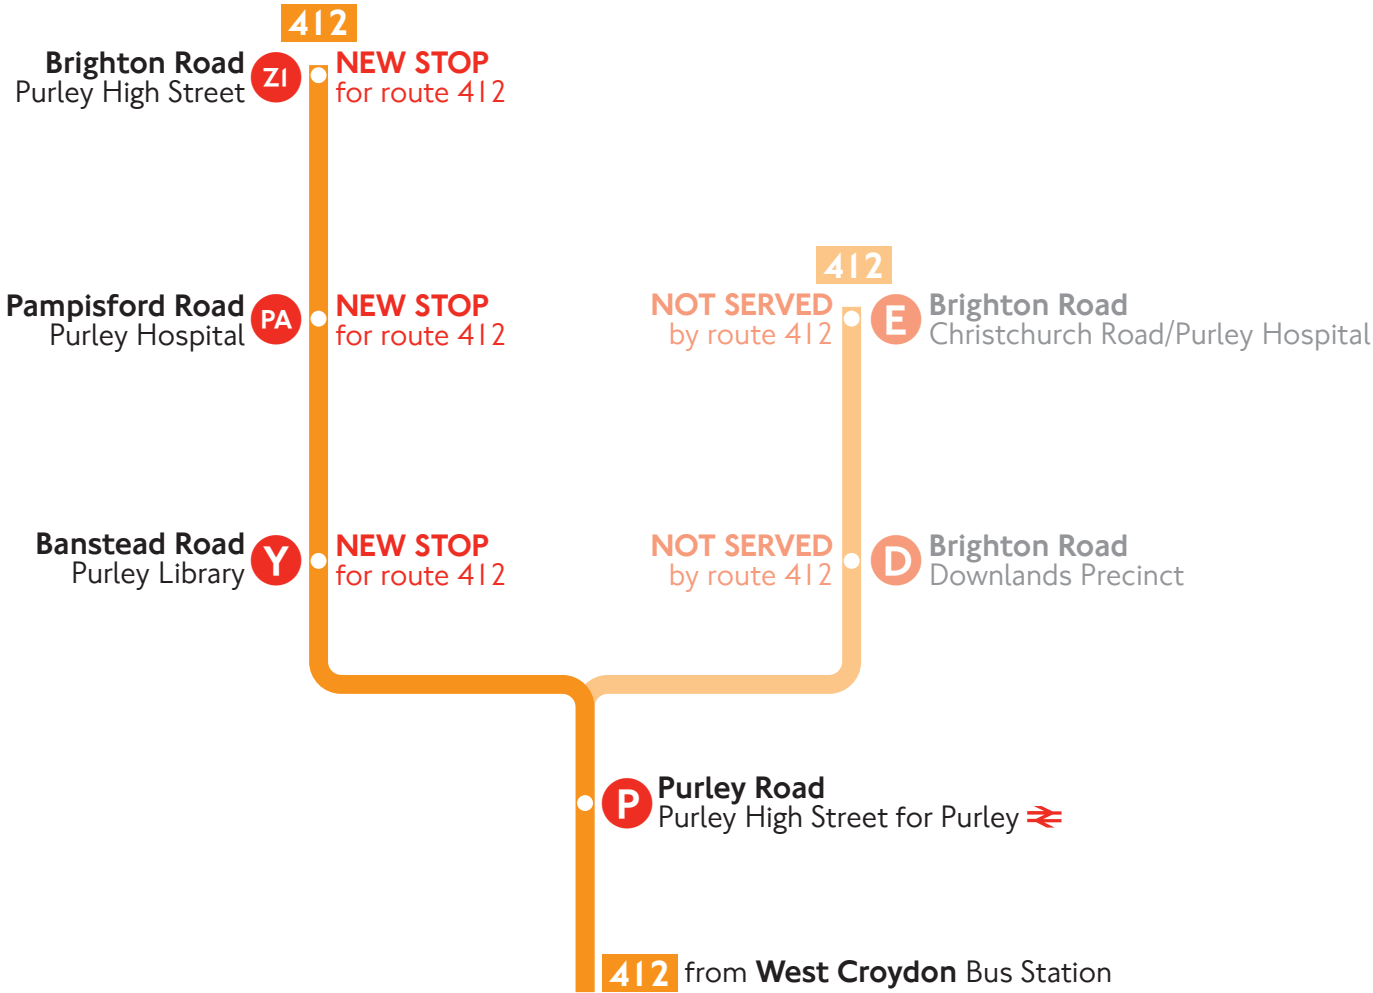 412
Brighton Road
Purley High Street
Z1
NEW STOP
for route 412
Pampisford Road
Purley Hospital
PA
NEW STOP
for route 412
412
NOT SERVED
by route 412
E
Brighton Road
Christchurch Road/Purley Hospital
Banstead Road
Purley Library
Y
NEW STOP
for route 412
NOT SERVED
by route 412
D
Brighton Road
Downlands Precinct
P
Purley Road
Purley High Street for Purley
412 from West Croydon Bus Station